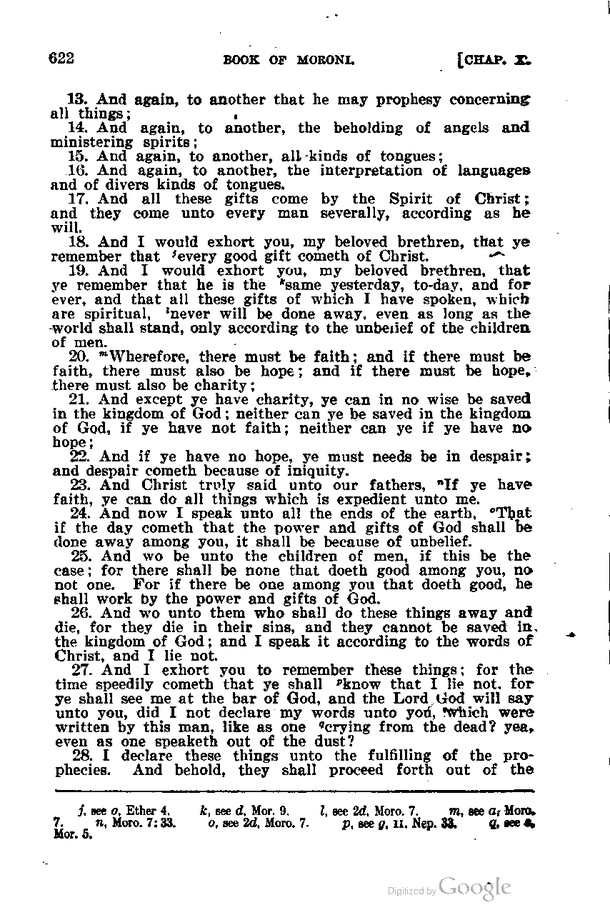 622 BOOK OF MORONI. [CHAP. X.
13. And again, to another that he may prophesy concerning
all things;
14. And again, to another, the beholding of angels and
ministering spirits;
15. And again, to another, all kinds of tongues;
16. And again, to another, the interpretation of languages
and of divers kinds of tongues.
17. And all these gifts come by the Spirit of Christ;
and they come unto every man severally, according as he
will.
18. And I would exhort you, my beloved brethren, that ye
remember that jevery good gift cometh of Christ.
19. And I would exhort you, my beloved brethren, that
ye remember that he is the ksame yesterday, to-day, and for
ever, and that all these gifts of which I have spoken, which
are spiritual, lnever will be done away, even as long as the
world shall stand, only according to the unbelief of the children
of men.
20. mWherefore, there must be faith; and if there must be
faith, there must also be hope; and if there must be hope,
there must also be charity;
21. And except ye have charity, ye can in no wise be saved
in the kingdom of God; neither can ye be saved in the kingdom
of God, if ye have not faith; neither can ye if ye have no
hope;
22. And if ye have no hope, ye must needs be in despair;
and despair cometh because of iniquity.
23. And Christ truly said unto our fathers, nIf ye have
faith, ye can do all things which is expedient unto me.
24. And now I speak unto all the ends of the earth, oThat
if the day cometh that the power and gifts of God shall be
done away among you, it shall be because of unbelief.
25. And wo be unto the children of men, if this be the
case; for there shall be none that doeth good among you, no
not one. For if there be one among you that doeth good, he
shall work by the power and gifts of God.
26. And wo unto them who shall do these things away and
die, for they die in their sins, and they cannot be saved in
the kingdom of God; and I speak it according to the words of
Christ, and I lie not.
27. And I exhort you to remember these things; for the
time speedily cometh that ye shall pknow that I lie not, for
ye shall see me at the bar of God, and the Lord God will say
unto you, did I not declare my words unto you, which were
written by this man, like as one qcrying from the dead? yea,
even as one speaketh out of the dust?
28. I declare these things unto the fulfilling of the pro-
phecies. And behold, they shall proceed forth out of the
j, see o, Ether 4. k, see d, Mor. 9. l, see 2d, Moro. 7. m, see a, Moro.
7. n, Moro. 7:33. o, see 2d, Moro. 7. p, see g, II. Nep. 33. q, see
Mor. 5.
Digitized by Google